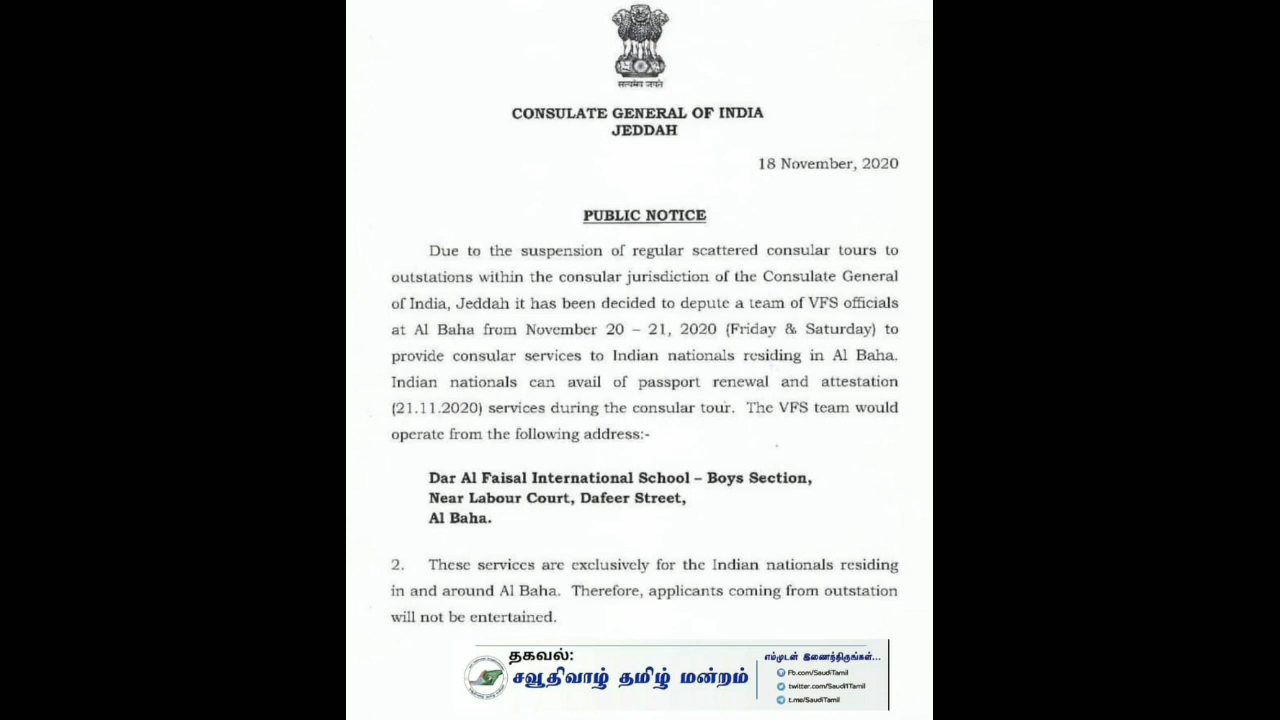 सत्यमेव जयते
CONSULATE GENERAL OF INDIA
JEDDAH
18 November, 2020
PUBLIC NOTICE
Due to the suspension of regular scattered consular tours to
outstations within the consular jurisdiction of the Consulate General
of India, Jeddah it has been decided to depute a team of VFS officials
at Al Baha from November 20 – 21, 2020 (Friday & Saturday) to
provide consular services to Indian nationals residing in Al Baha.
Indian nationals can avail of passport renewal and attestation
(21.11.2020) services during the consular tour. The VFS team would
operate from the following address:-
Dar Al Faisal International School – Boys Section,
Near Labour Court, Dafeer Street,
Al Baha.
2. These services are exclusively for the Indian nationals residing
in and around Al Baha. Therefore, applicants coming from outstation
will not be entertained.
தகவல்:
சவூதிவாழ் தமிழ் மன்றம்
எம்முடன் இணைந்திருங்கள்...
Fb.com/SaudiTamil
twitter.com/Saudi1Tamil
t.me/SaudiTamil